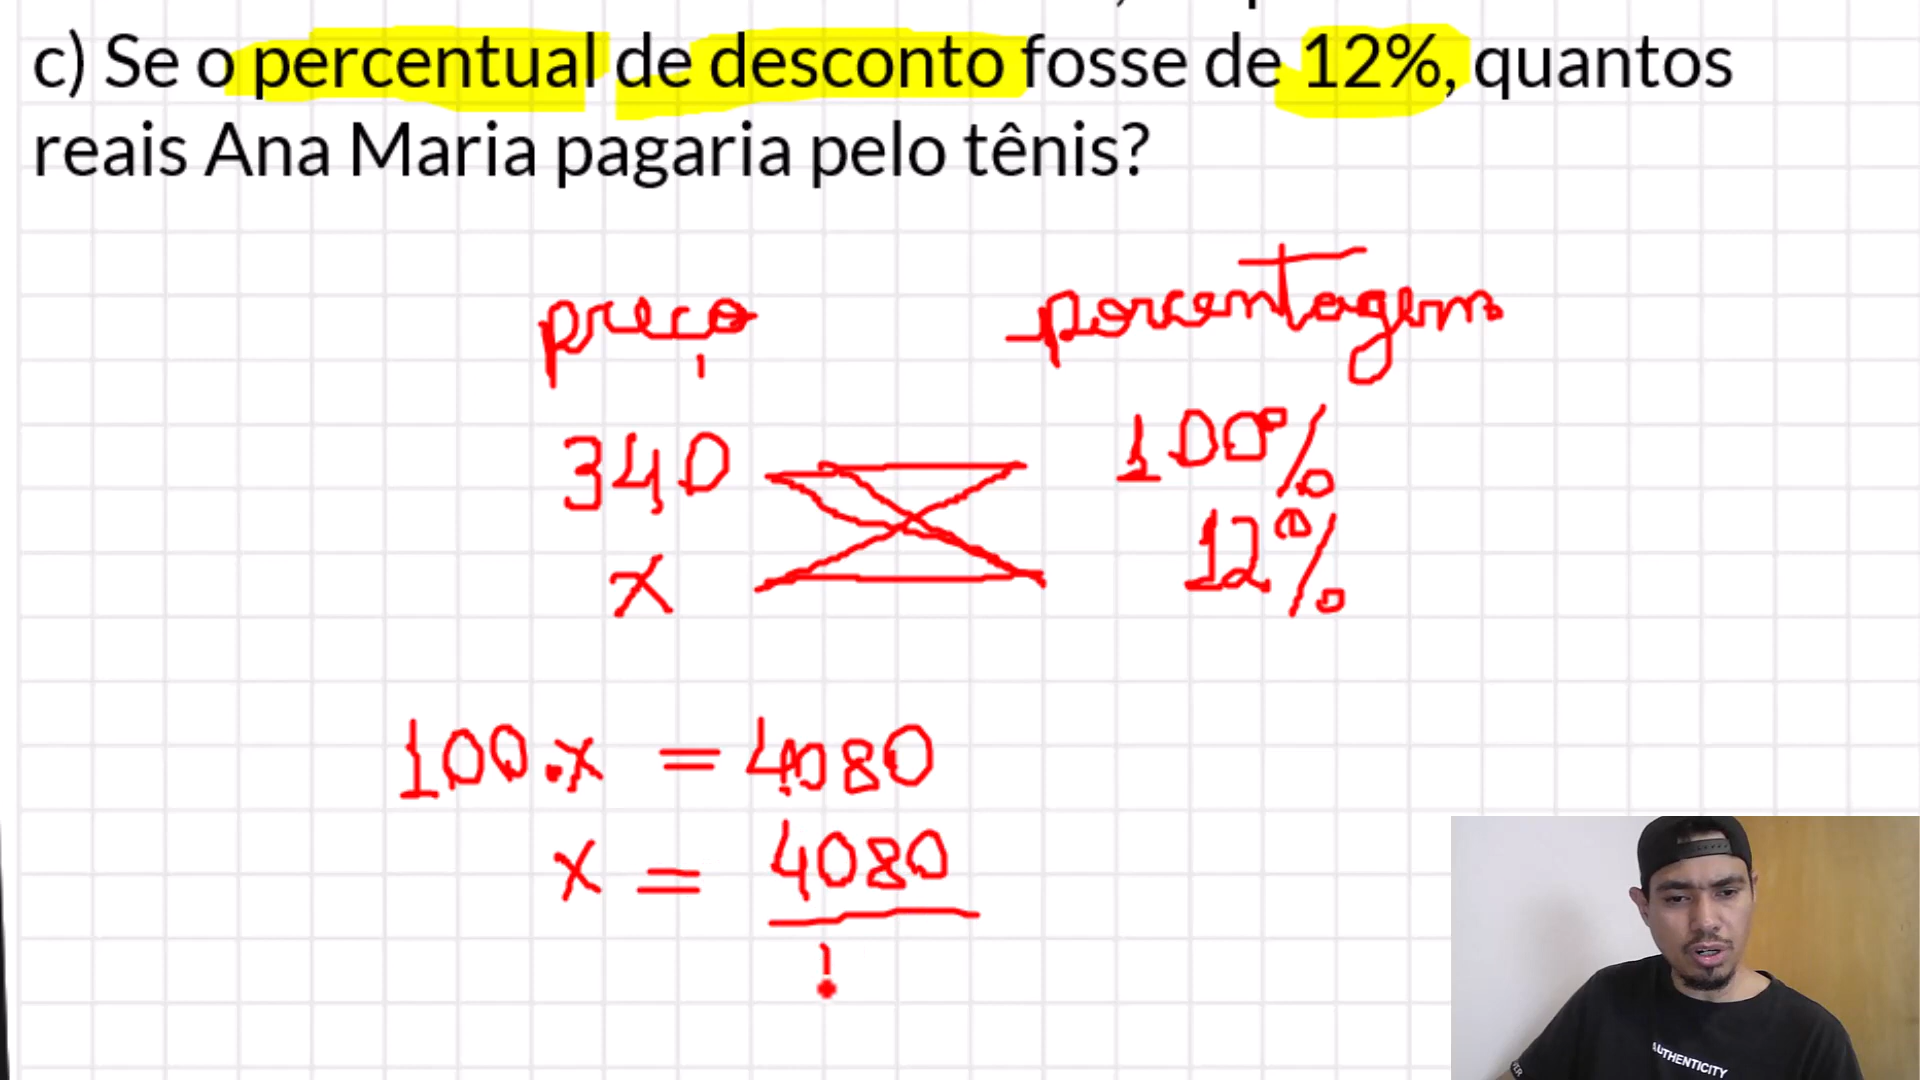 c) Se o percentual de desconto fosse de 12%, quantos
reais Ana Maria pagaria pelo tênis?
preço porcentagem
340 100%
x 12%
100.x = 4080
x = 4080
AUTHENTICITY